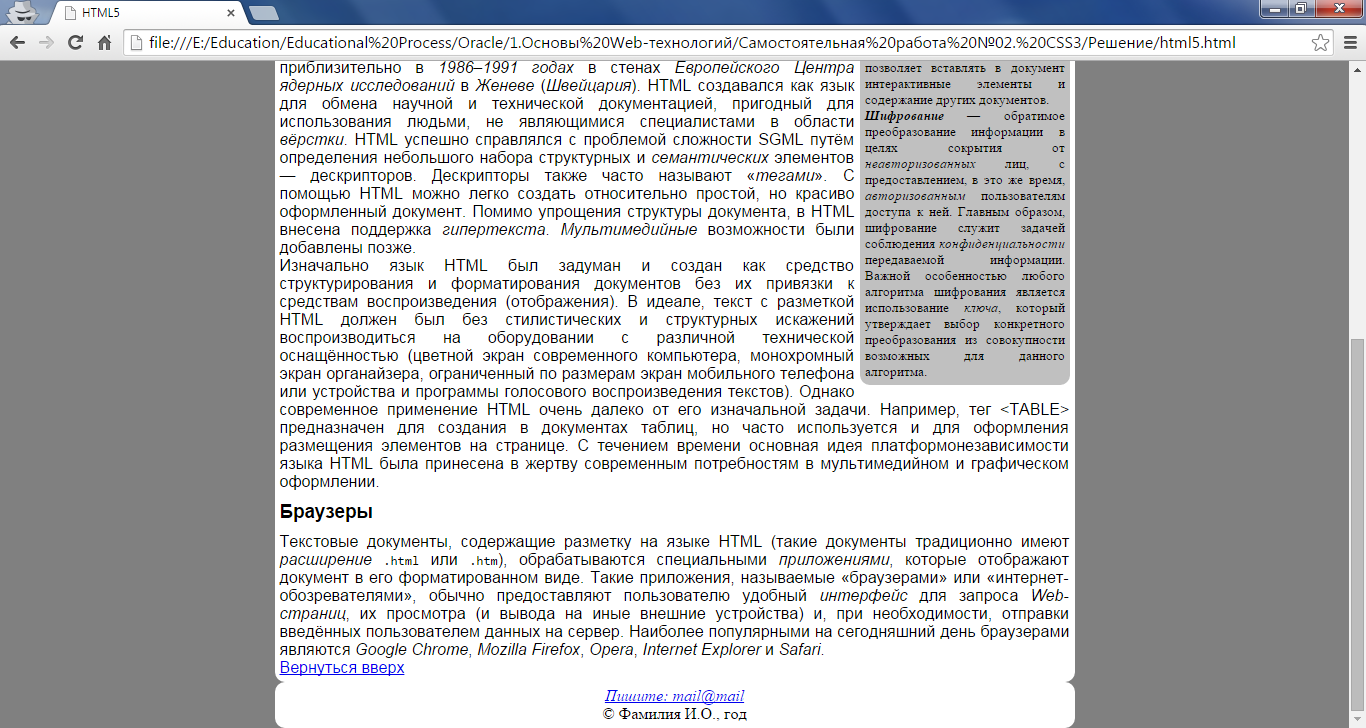 HTML5
file:///E:/Education/Educational%20Process/Oracle/1.Основы%20Web-технологий/Самостоятельная%20работа%20№02.%20CSS3/Решение/html5.html
приблизительно в 1986–1991 годах в стенах Европейского Центра
ядерных исследований в Женеве (Швейцария). HTML создавался как язык
для обмена научной и технической документацией, пригодный для
использования людьми, не являющимися специалистами в области
вёрстки. HTML успешно справлялся с проблемой сложности SGML путём
определения небольшого набора структурных и семантических элементов
— дескрипторов. Дескрипторы также часто называют «тегами». С
помощью HTML можно легко создать относительно простой, но красиво
оформленный документ. Помимо упрощения структуры документа, в HTML
внесена поддержка гипертекста. Мультимедийные возможности были
добавлены позже.
Изначально язык HTML был задуман и создан как средство
структурирования и форматирования документов без их привязки к
средствам воспроизведения (отображения). В идеале, текст с разметкой
HTML должен был без стилистических и структурных искажений
воспроизводиться на оборудовании с различной технической
оснащённостью (цветной экран современного компьютера, монохромный
экран органайзера, ограниченный по размерам экран мобильного телефона
или устройства и программы голосового воспроизведения текстов). Однако
современное применение HTML очень далеко от его изначальной задачи. Например, тег <TABLE>
предназначен для создания в документах таблиц, но часто используется и для оформления
размещения элементов на странице. С течением времени основная идея платформонезависимости
языка HTML была принесена в жертву современным потребностям в мультимедийном и графическом
оформлении.
позволяет вставлять в документ
интерактивные элементы и
содержание других документов.
Шифрование — обратимое
преобразование информации в
целях сокрытия от
неавторизованных лиц, с
предоставлением, в это же время,
авторизованным пользователям
доступа к ней. Главным образом,
шифрование служит задачей
соблюдения конфиденциальности
передаваемой информации.
Важной особенностью любого
алгоритма шифрования является
использование ключа, который
утверждает выбор конкретного
преобразования из совокупности
возможных для данного
алгоритма.
Браузеры
Текстовые документы, содержащие разметку на языке HTML (такие документы традиционно имеют
расширение .html или .htm), обрабатываются специальными приложениями, которые отображают
документ в его форматированном виде. Такие приложения, называемые «браузерами» или «интернет-
обозревателями», обычно предоставляют пользователю удобный интерфейс для запроса Web-
страниц, их просмотра (и вывода на иные внешние устройства) и, при необходимости, отправки
введённых пользователем данных на сервер. Наиболее популярными на сегодняшний день браузерами
являются Google Chrome, Mozilla Firefox, Opera, Internet Explorer и Safari.
Вернуться вверх
Пишите: mail@mail
© Фамилия И.О., год